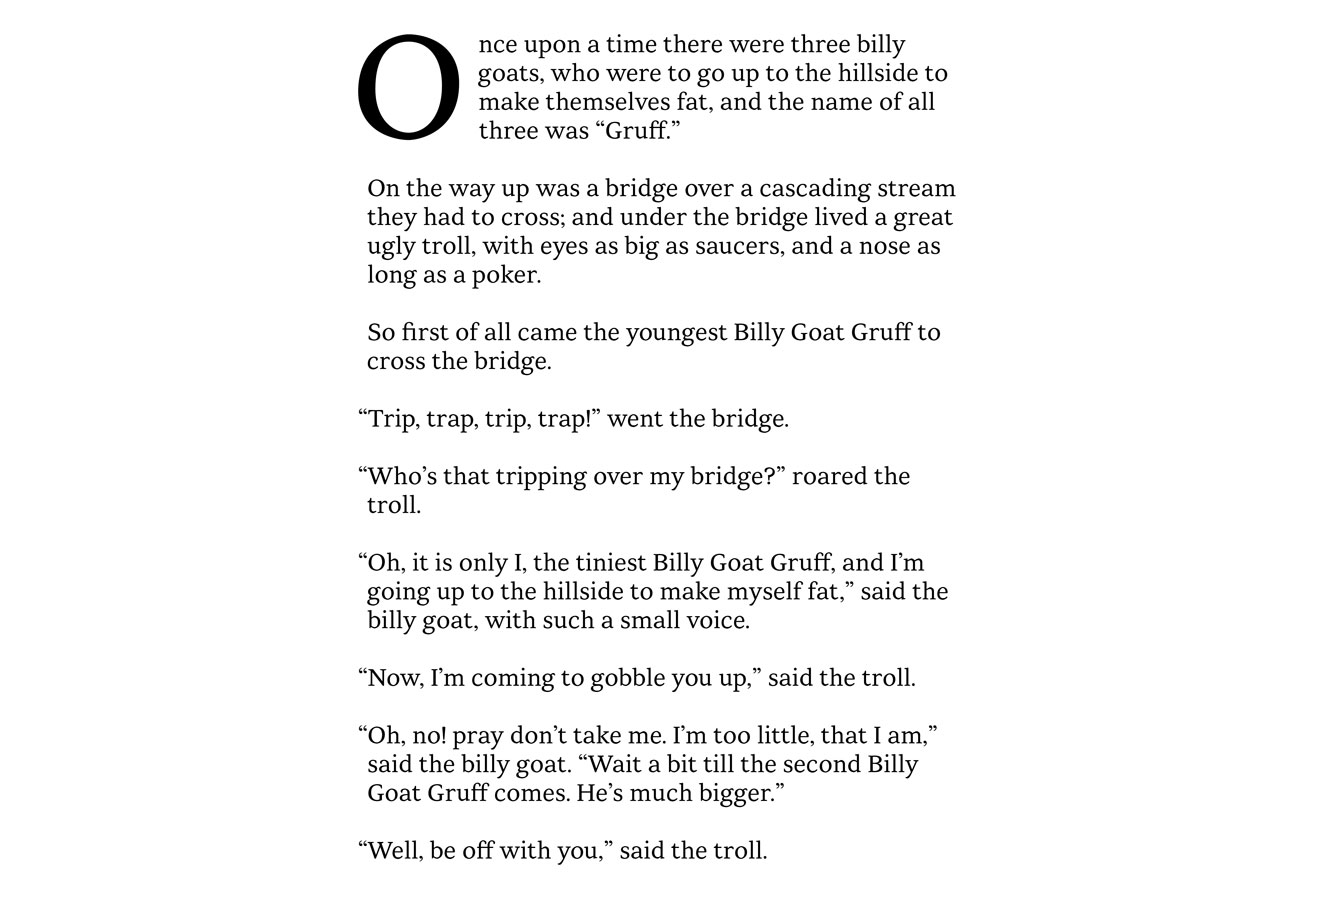 Once upon a time there were three billy
goats, who were to go up to the hillside to
make themselves fat, and the name of all
three was “Gruff.”
On the way up was a bridge over a cascading stream
they had to cross; and under the bridge lived a great
ugly troll, with eyes as big as saucers, and a nose as
long as a poker.
So first of all came the youngest Billy Goat Gruff to
cross the bridge.
“Trip, trap, trip, trap!” went the bridge.
“Who’s that tripping over my bridge?” roared the
troll.
“Oh, it is only I, the tiniest Billy Goat Gruff, and I’m
going up to the hillside to make myself fat,” said the
billy goat, with such a small voice.
“Now, I’m coming to gobble you up,” said the troll.
“Oh, no! pray don’t take me. I’m too little, that I am,”
said the billy goat. “Wait a bit till the second Billy
Goat Gruff comes. He’s much bigger.”
“Well, be off with you,” said the troll.